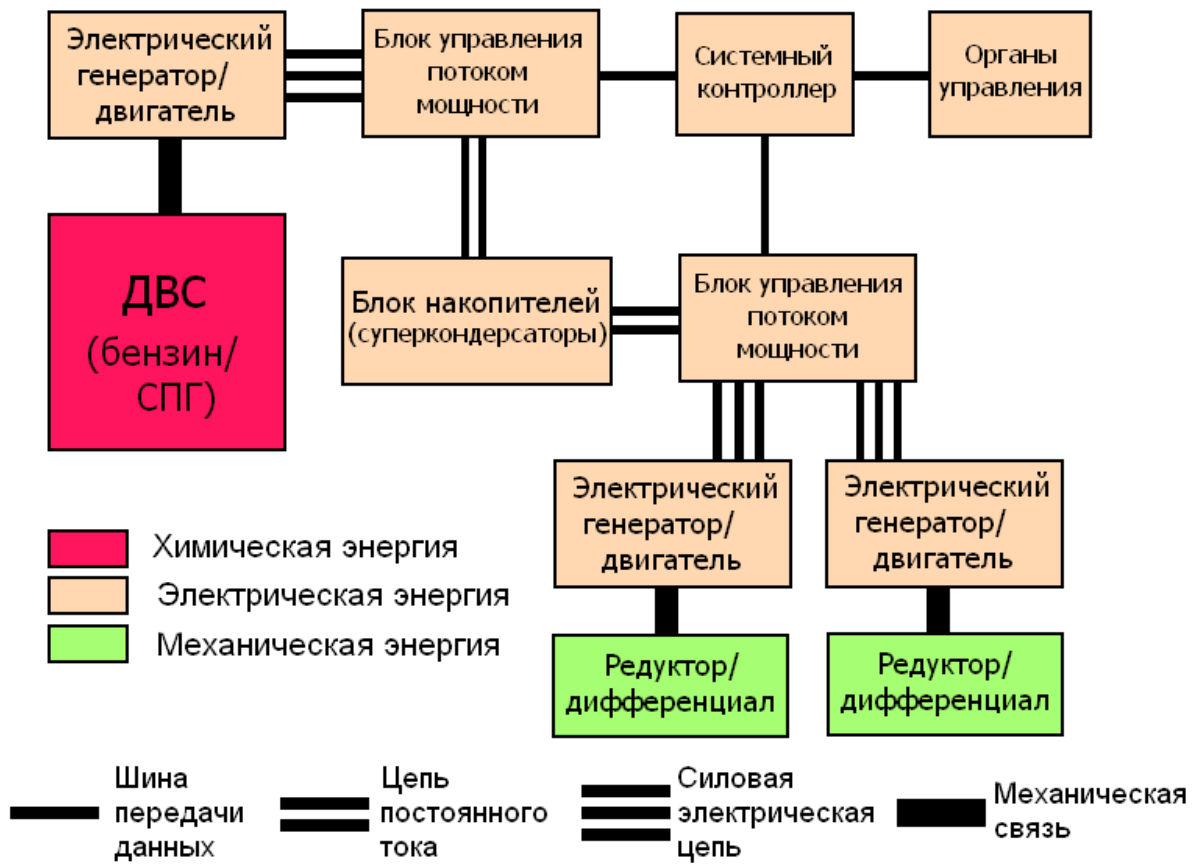 Электрический
генератор/
двигатель
Блок управления
потоком
мощности
Системный
контроллер
Органы
управления
ДВС
(бензин/
СПГ)
Блок накопителей
(суперкондерсаторы)
Блок управления
потоком
мощности
Электрический
генератор/
двигатель
Электрический
генератор/
двигатель
Редуктор/
дифференциал
Редуктор/
дифференциал
Химическая энергия
Электрическая энергия
Механическая энергия
Шина
передачи
данных
Цепь
постоянного
тока
Силовая
электрическая
цепь
Механическая
связь